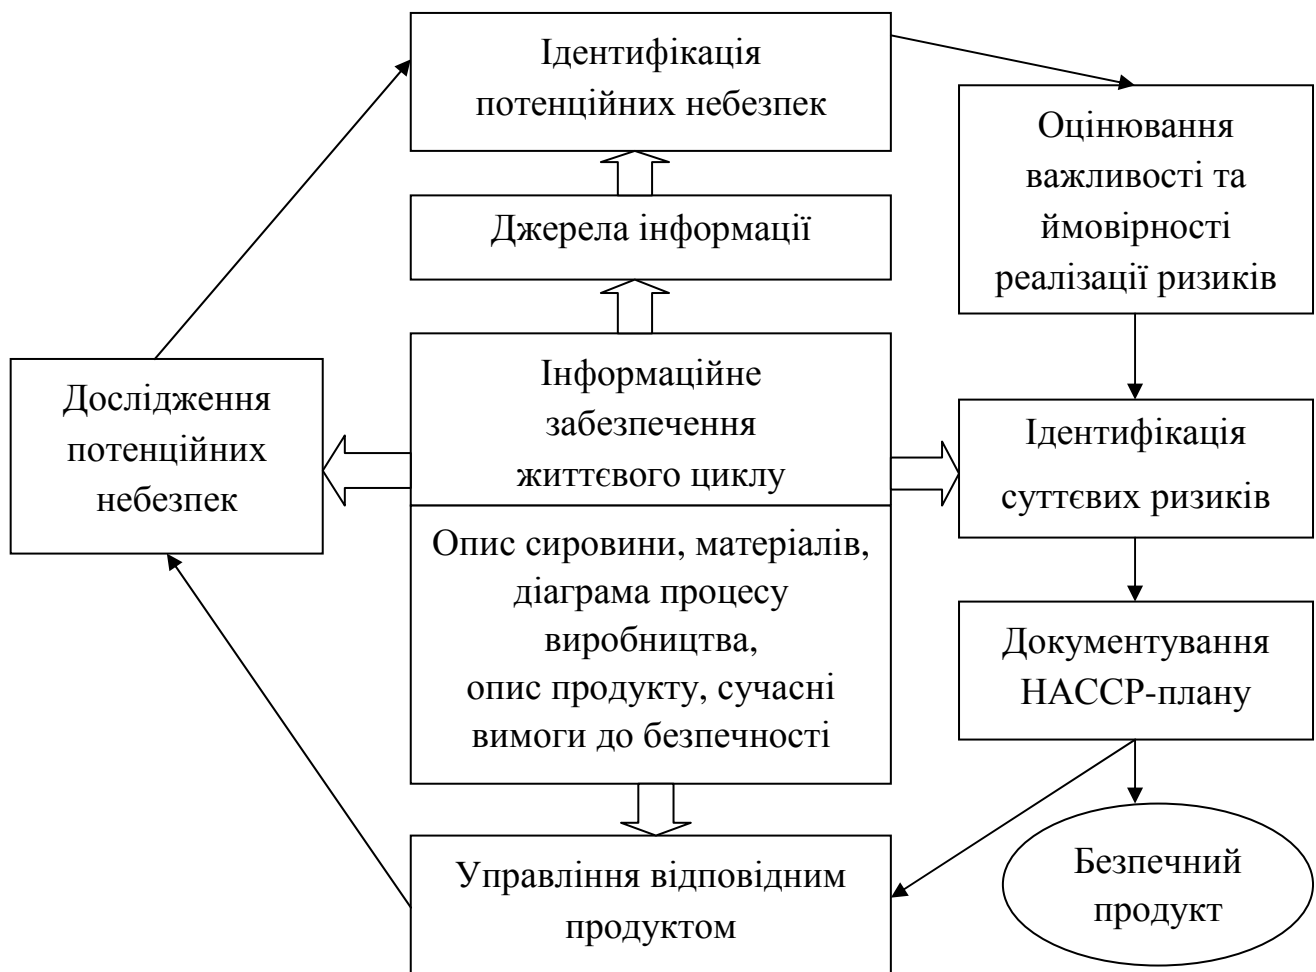 Ідентифікація
потенційних небезпек
Оцінювання
важливості та
ймовірності
реалізації ризиків
Джерела інформації
Інформаційне
забезпечення
життєвого циклу
Дослідження
потенційних
небезпек
Ідентифікація
суттєвих ризиків
Опис сировини, матеріалів,
діаграма процесу
виробництва,
опис продукту, сучасні
вимоги до безпечності
Документування
НАССР-плану
Управління відповідним
продуктом
Безпечний
продукт